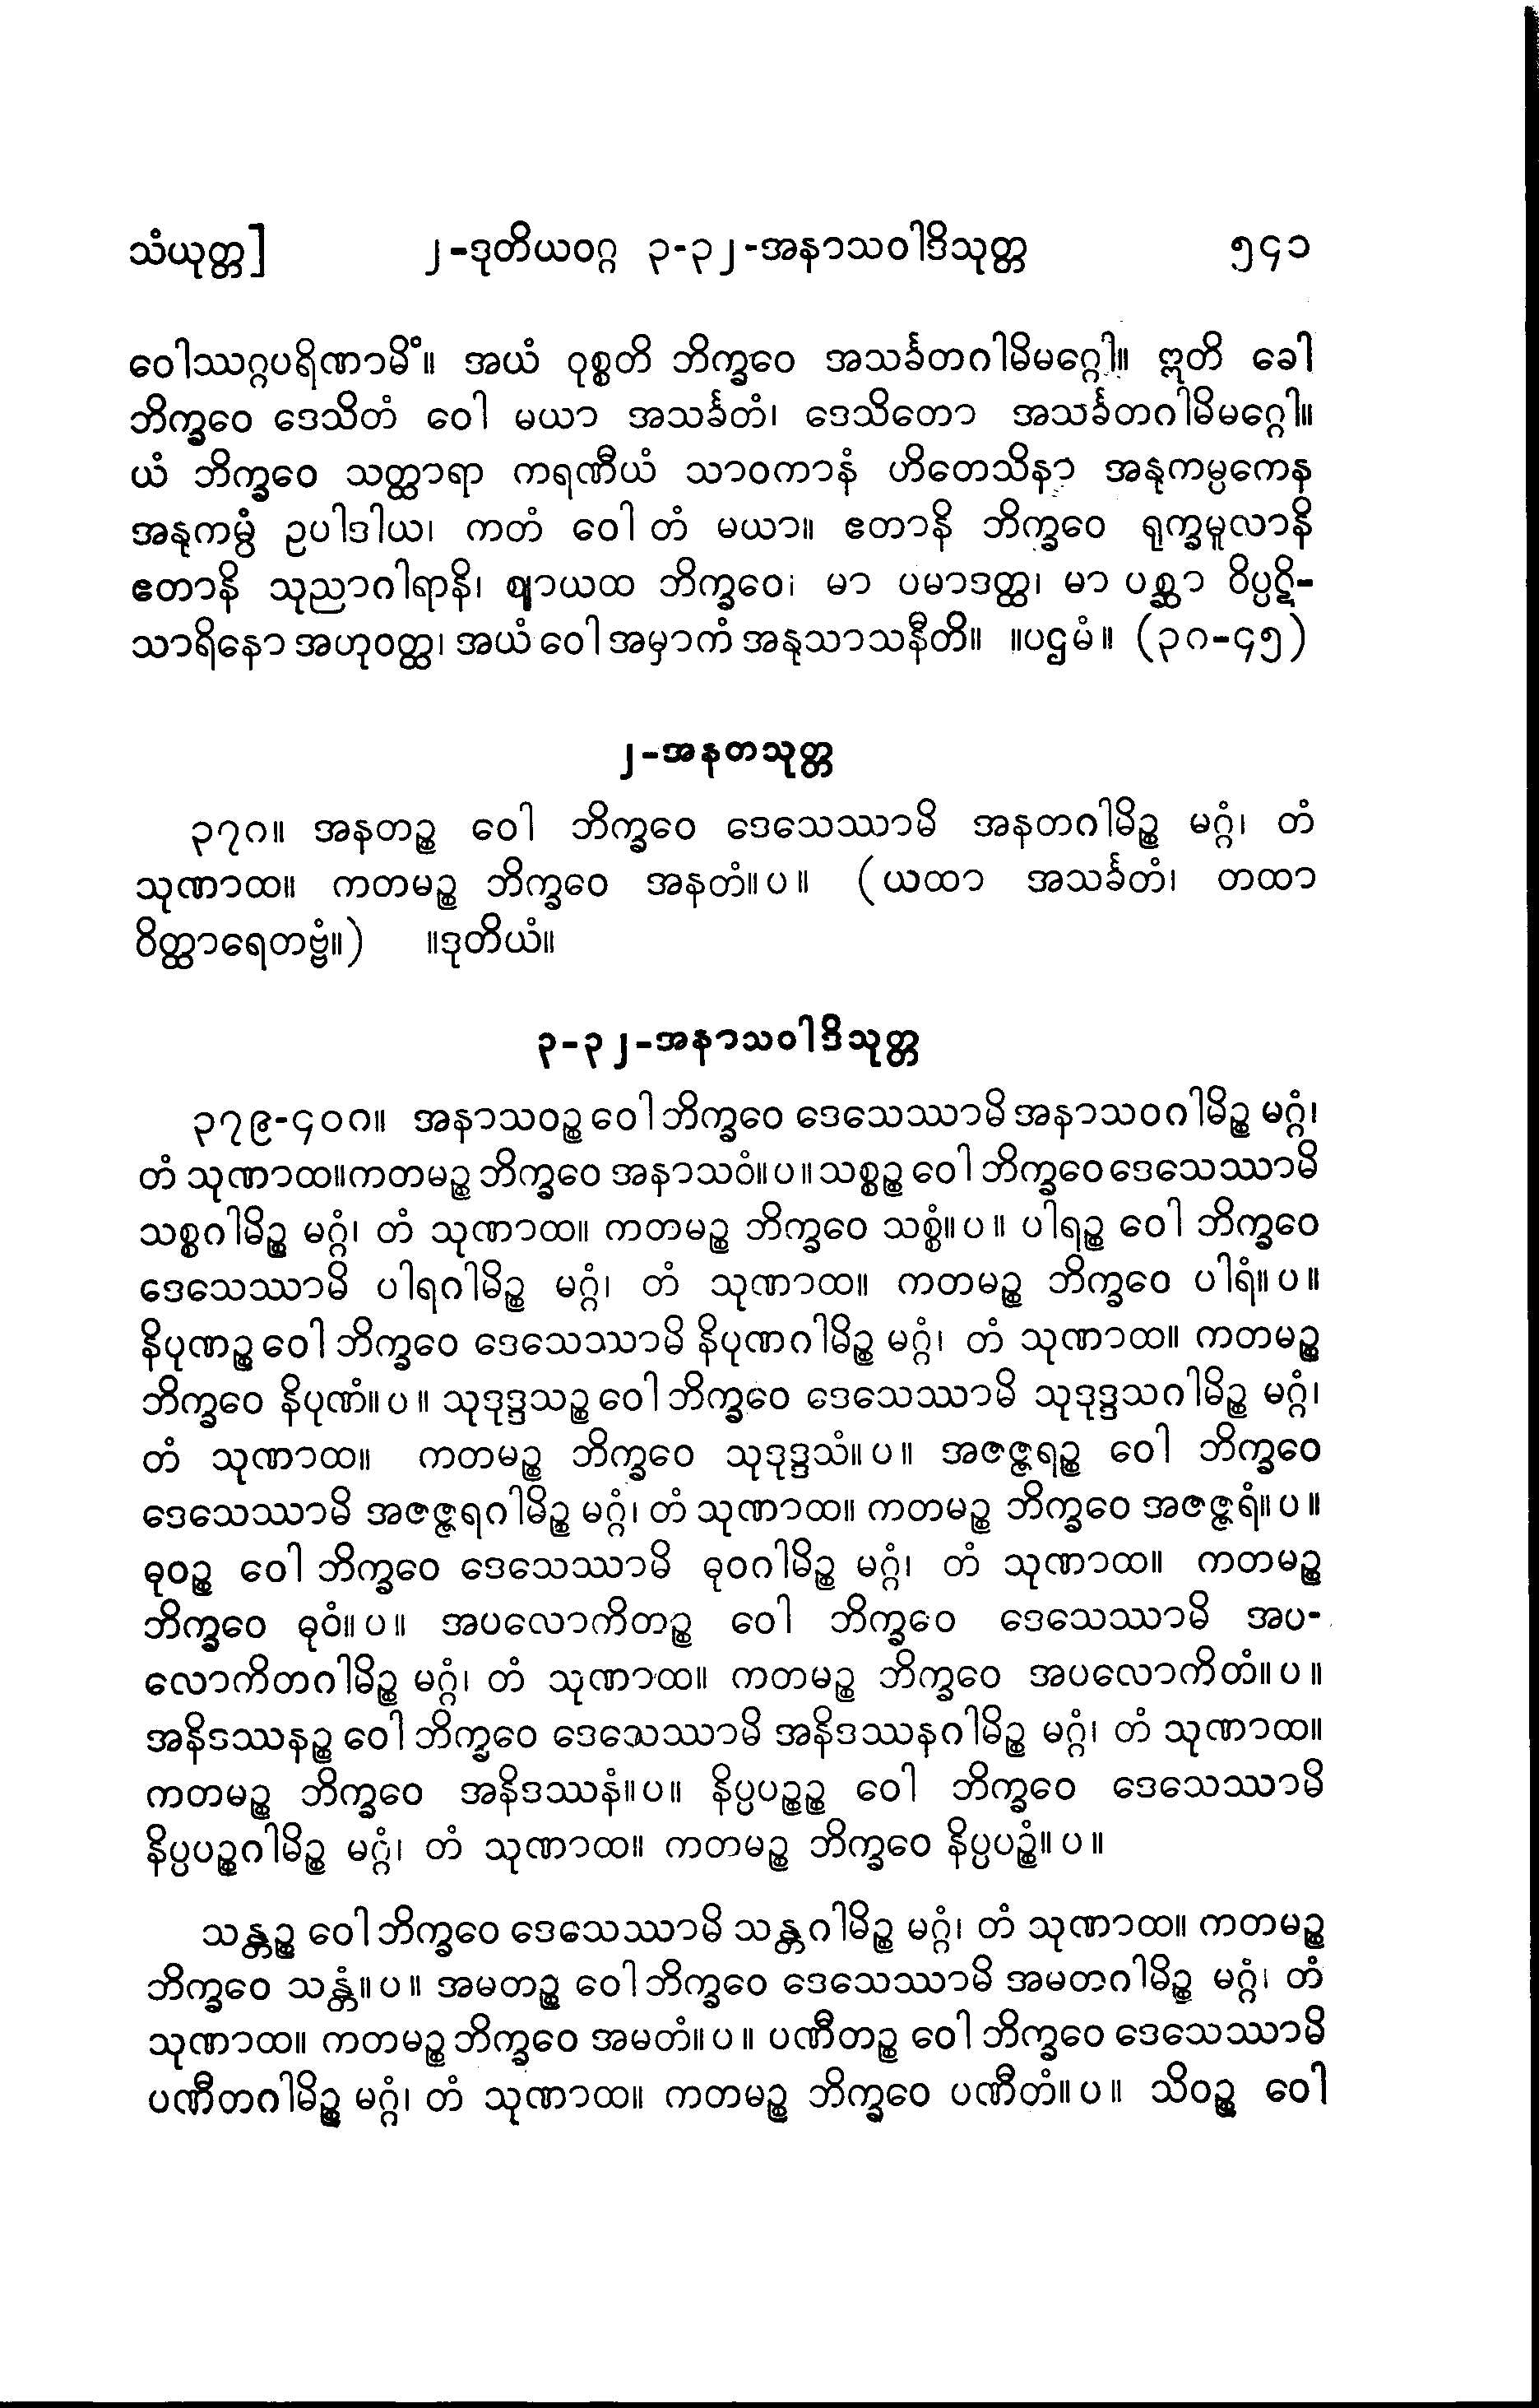 သံယုတ္တ] ၂-ဒုတိယဝဂ္ဂ ၃-၃၂-အနာသဝါဒိသုတ္တ ၅၄၁
ဝေါဿဂ္ဂပရိဏာမိံ။ အယံ ဝုစ္စတိ ဘိက္ခဝေ အသင်္ခတဂါမိမဂ္ဂေါ။ ဣတိ ခေါ
ဘိက္ခဝေ ဒေသိတံ ဝေါ မယာ အသင်္ခတံ၊ ဒေသိတော အသင်္ခတဂါမိမဂ္ဂေါ။
ယံ ဘိက္ခဝေ သတ္ထာရာ ကရဏီယံ သာဝကာနံ ဟိတေသိနာ အနုကမ္ပကေန
အနုကမ္ပံ ဥပါဒါယ၊ ကတံ ဝေါ တံ မယာ။ ဧတာနိ ဘိက္ခဝေ ရုက္ခမူလာနိ
ဧတာနိ သုညာဂါရာနိ၊ ဈာယထ ဘိက္ခဝေ၊ မာ ပမာဒတ္ထ၊ မာ ပစ္ဆာ ဝိပ္ပဋိ-
သာရိနော အဟုဝတ္ထ၊ အယံ ဝေါ အမှာကံ အနုသာသနီတိ။ ။ပဌမံ။ (၃ဂ-၄၅)
၂-အနတသုတ္တ
၃၇ဂ။ အနတဉ္စ ဝေါ ဘိက္ခဝေ ဒေသေဿာမိ အနတဂါမိဉ္စ မဂ္ဂံ၊ တံ
သုဏာထ။ ကတမဉ္စ ဘိက္ခဝေ အနတံ။ပ။ (ယထာ အသင်္ခတံ၊ တထာ
ဝိတ္ထာရေတဗ္ဗံ။) ။ဒုတိယံ။
၃-၃၂-အနာသဝါဒိသုတ္တ
၃၇၉-၄၀ဂ။ အနာသဝဉ္စ ဝေါ ဘိက္ခဝေ ဒေသေဿာမိ အနာသဝဂါမိဉ္စ မဂ္ဂံ၊
တံ သုဏာထ။ကတမဉ္စ ဘိက္ခဝေ အနာသဝံ။ပ။ သစ္စဉ္စ ဝေါ ဘိက္ခဝေ ဒေသေဿာမိ
သစ္စဂါမိဉ္စ မဂ္ဂံ၊ တံ သုဏာထ။ ကတမဉ္စ ဘိက္ခဝေ သစ္စံ။ပ။ ပါရဉ္စ ဝေါ ဘိက္ခဝေ
ဒေသေဿာမိ ပါရဂါမိဉ္စ မဂ္ဂံ၊ တံ သုဏာထ။ ကတမဉ္စ ဘိက္ခဝေ ပါရံ။ပ။
နိပုဏဉ္စ ဝေါ ဘိက္ခဝေ ဒေသေဿာမိ နိပုဏဂါမိဉ္စ မဂ္ဂံ၊ တံ သုဏာထ။ ကတမဉ္စ
ဘိက္ခဝေ နိပုဏံ။ပ။ သုဒုဒ္ဒသဉ္စ ဝေါ ဘိက္ခဝေ ဒေသေဿာမိ သုဒုဒ္ဒသဂါမိဉ္စ မဂ္ဂံ၊
တံ သုဏာထ။ ကတမဉ္စ ဘိက္ခဝေ သုဒုဒ္ဒသံ။ပ။ အဇဇ္ဇရဉ္စ ဝေါ ဘိက္ခဝေ
ဒေသေဿာမိ အဇဇ္ဇရဂါမိဉ္စ မဂ္ဂံ၊ တံ သုဏာထ။ ကတမဉ္စ ဘိက္ခဝေ အဇဇ္ဇရံ။ပ။
ဓုဝဉ္စ ဝေါ ဘိက္ခဝေ ဒေသေဿာမိ ဓုဝဂါမိဉ္စ မဂ္ဂံ၊ တံ သုဏာထ။ ကတမဉ္စ
ဘိက္ခဝေ ဓုဝံ။ပ။ အပလောကိတဉ္စ ဝေါ ဘိက္ခဝေ ဒေသေဿာမိ အပ-
လောကိတဂါမိဉ္စ မဂ္ဂံ၊ တံ သုဏာထ။ ကတမဉ္စ ဘိက္ခဝေ အပလောကိတံ။ပ။
အနိဒဿနဉ္စ ဝေါ ဘိက္ခဝေ ဒေသေဿာမိ အနိဒဿနဂါမိဉ္စ မဂ္ဂံ၊ တံ သုဏာထ။
ကတမဉ္စ ဘိက္ခဝေ အနိဒဿနံ။ပ။ နိပ္ပပဉ္စဉ္စ ဝေါ ဘိက္ခဝေ ဒေသေဿာမိ
နိပ္ပပဉ္စဂါမိဉ္စ မဂ္ဂံ၊ တံ သုဏာထ။ ကတမဉ္စ ဘိက္ခဝေ နိပ္ပပဉ္စံ။ပ။
သန္တဉ္စ ဝေါ ဘိက္ခဝေ ဒေသေဿာမိ သန္တဂါမိဉ္စ မဂ္ဂံ၊ တံ သုဏာထ။ ကတမဉ္စ
ဘိက္ခဝေ သန္တံ။ပ။ အမတဉ္စ ဝေါ ဘိက္ခဝေ ဒေသေဿာမိ အမတဂါမိဉ္စ မဂ္ဂံ၊ တံ
သုဏာထ။ ကတမဉ္စ ဘိက္ခဝေ အမတံ။ပ။ ပဏီတဉ္စ ဝေါ ဘိက္ခဝေ ဒေသေဿာမိ
ပဏီတဂါမိဉ္စ မဂ္ဂံ၊ တံ သုဏာထ။ ကတမဉ္စ ဘိက္ခဝေ ပဏီတံ။ပ။ သိဝဉ္စ ဝေါ